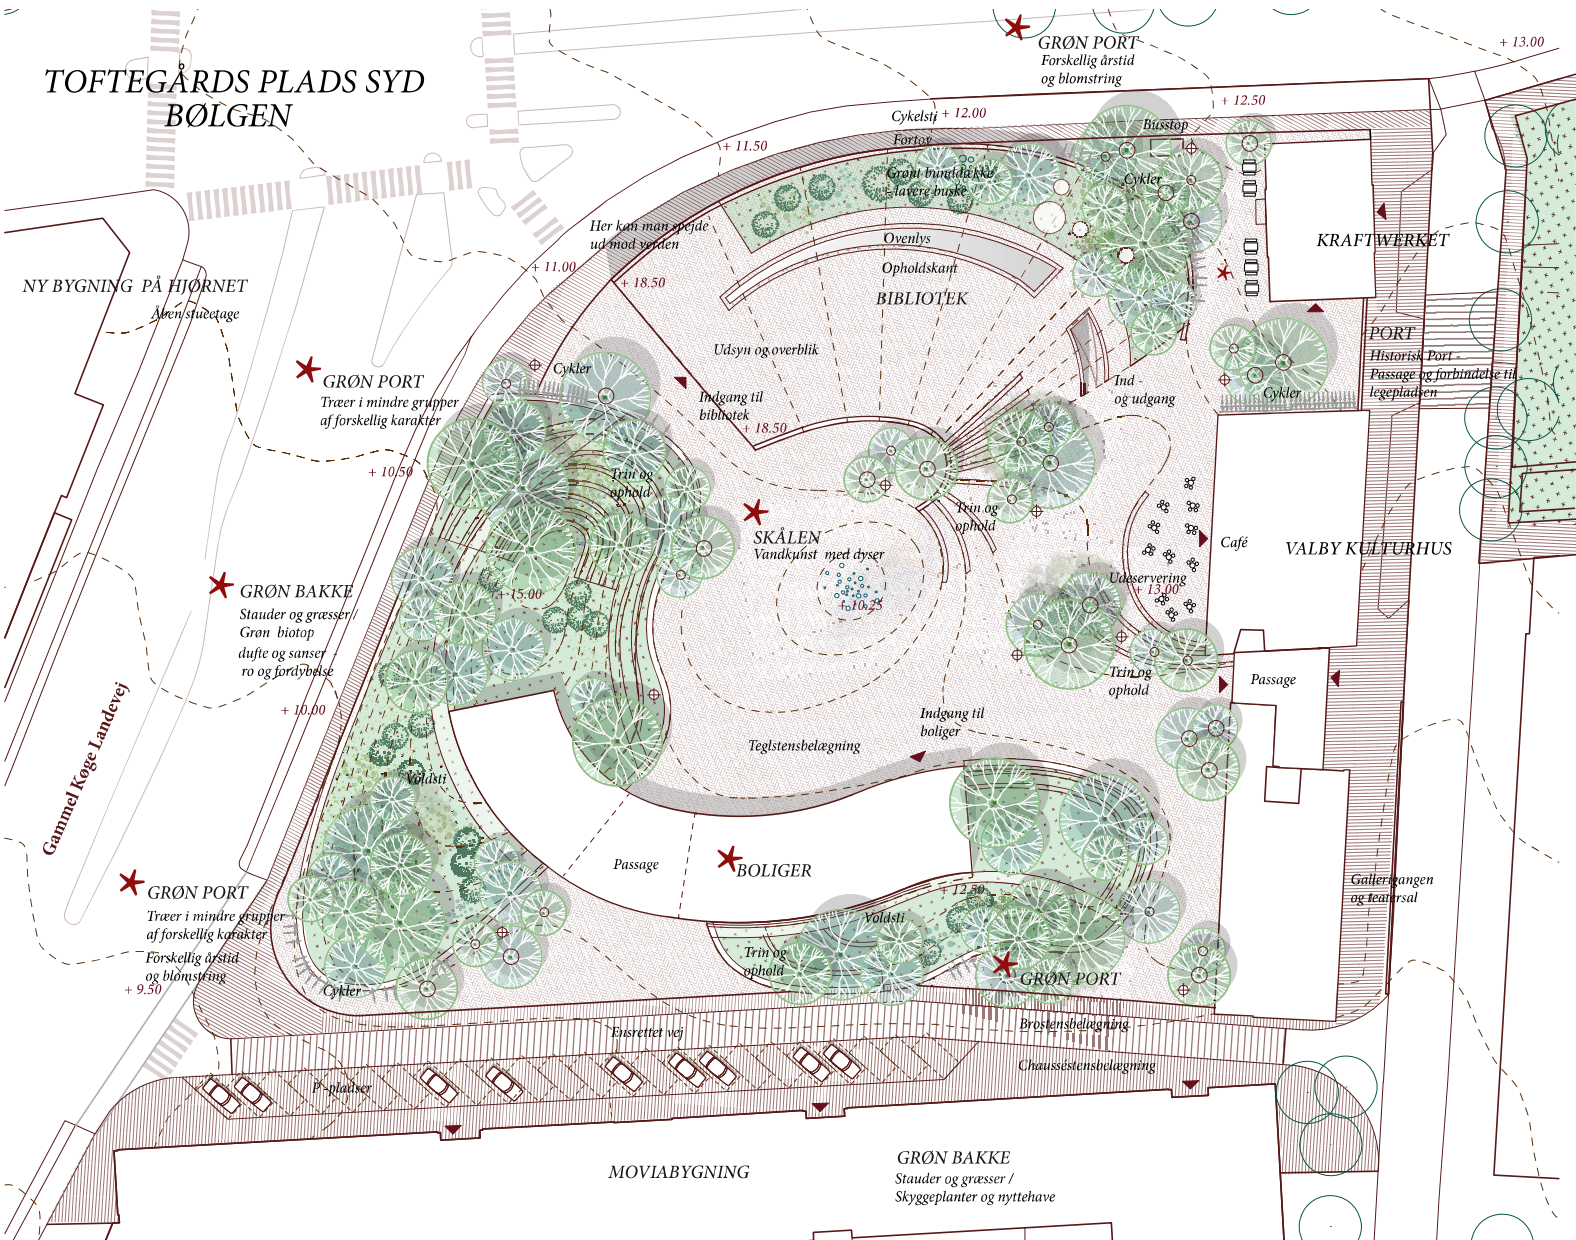 TOFTEGÅRDS PLADS SYD
BØLGEN
GRØN PORT
Forskellig årstid
og blomstring
+ 13.00
+ 12.50
Cykelsti + 12.00
Busstop
Fortov
+ 11.50
Grønt bunddække
- lavere buske
Cykler
Her kan man spejde
ud mod verden
Ovenlys
Opholdskant
KRAFTWERKET
+ 11.00
+ 18.50
BIBLIOTEK
NY BYGNING PÅ HJØRNET
Åben stueetage
PORT
Historisk Port -
Passage og forbindelse til
legepladsen
Udsyn og overblik
Cykler
GRØN PORT
Træer i mindre grupper
af forskellig karakter
Indgang til
bibliotek
+ 18.50
Ind -
og udgang
Cykler
+ 10.50
Trin og
ophold
Trin og
ophold
SKÅLEN
Vandkunst med dyser
Café
VALBY KULTURHUS
Udeservering
+ 13.00
+ 15.00
+ 10.25
GRØN BAKKE
Stauder og græsser /
Grøn biotop
dufte og sanser -
ro og fordybelse
Trin og
ophold
Passage
+ 10.00
Indgang til
boliger
Teglstensbelægning
Gammel Køge Landevej
Voldsti
Passage
BOLIGER
+ 12.50
Gallerigangen
og teatersal
GRØN PORT
Træer i mindre grupper
af forskellig karakter
Forskellig årstid
og blomstring
+ 9.50
Voldsti
Trin og
ophold
GRØN PORT
Cykler
Ensrettet vej
Brostensbelægning
Chausséstensbelægning
P -pladser
MOVIABYGNING
GRØN BAKKE
Stauder og græsser /
Skyggeplanter og nyttehave